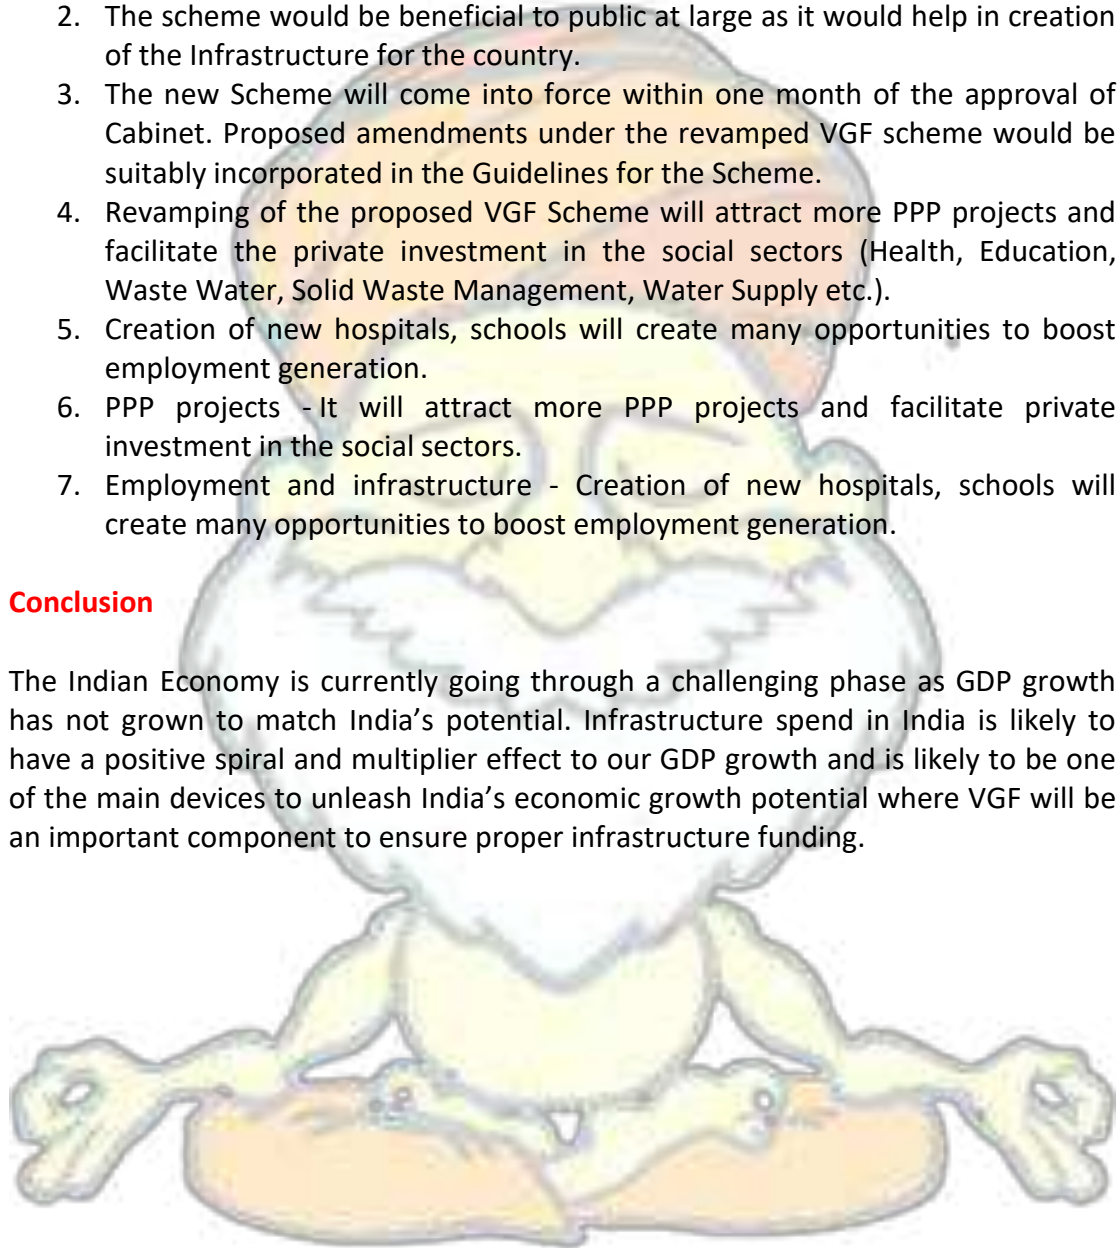 2. The scheme would be beneficial to public at large as it would help in creation
of the Infrastructure for the country.
3. The new Scheme will come into force within one month of the approval of
Cabinet. Proposed amendments under the revamped VGF scheme would be
suitably incorporated in the Guidelines for the Scheme.
4. Revamping of the proposed VGF Scheme will attract more PPP projects and
facilitate the private investment in the social sectors (Health, Education,
Waste Water, Solid Waste Management, Water Supply etc.).
5. Creation of new hospitals, schools will create many opportunities to boost
employment generation.
6. PPP projects - It will attract more PPP projects and facilitate private
investment in the social sectors.
7. Employment and infrastructure - Creation of new hospitals, schools will
create many opportunities to boost employment generation.
Conclusion
The Indian Economy is currently going through a challenging phase as GDP growth
has not grown to match India’s potential. Infrastructure spend in India is likely to
have a positive spiral and multiplier effect to our GDP growth and is likely to be one
of the main devices to unleash India’s economic growth potential where VGF will be
an important component to ensure proper infrastructure funding.